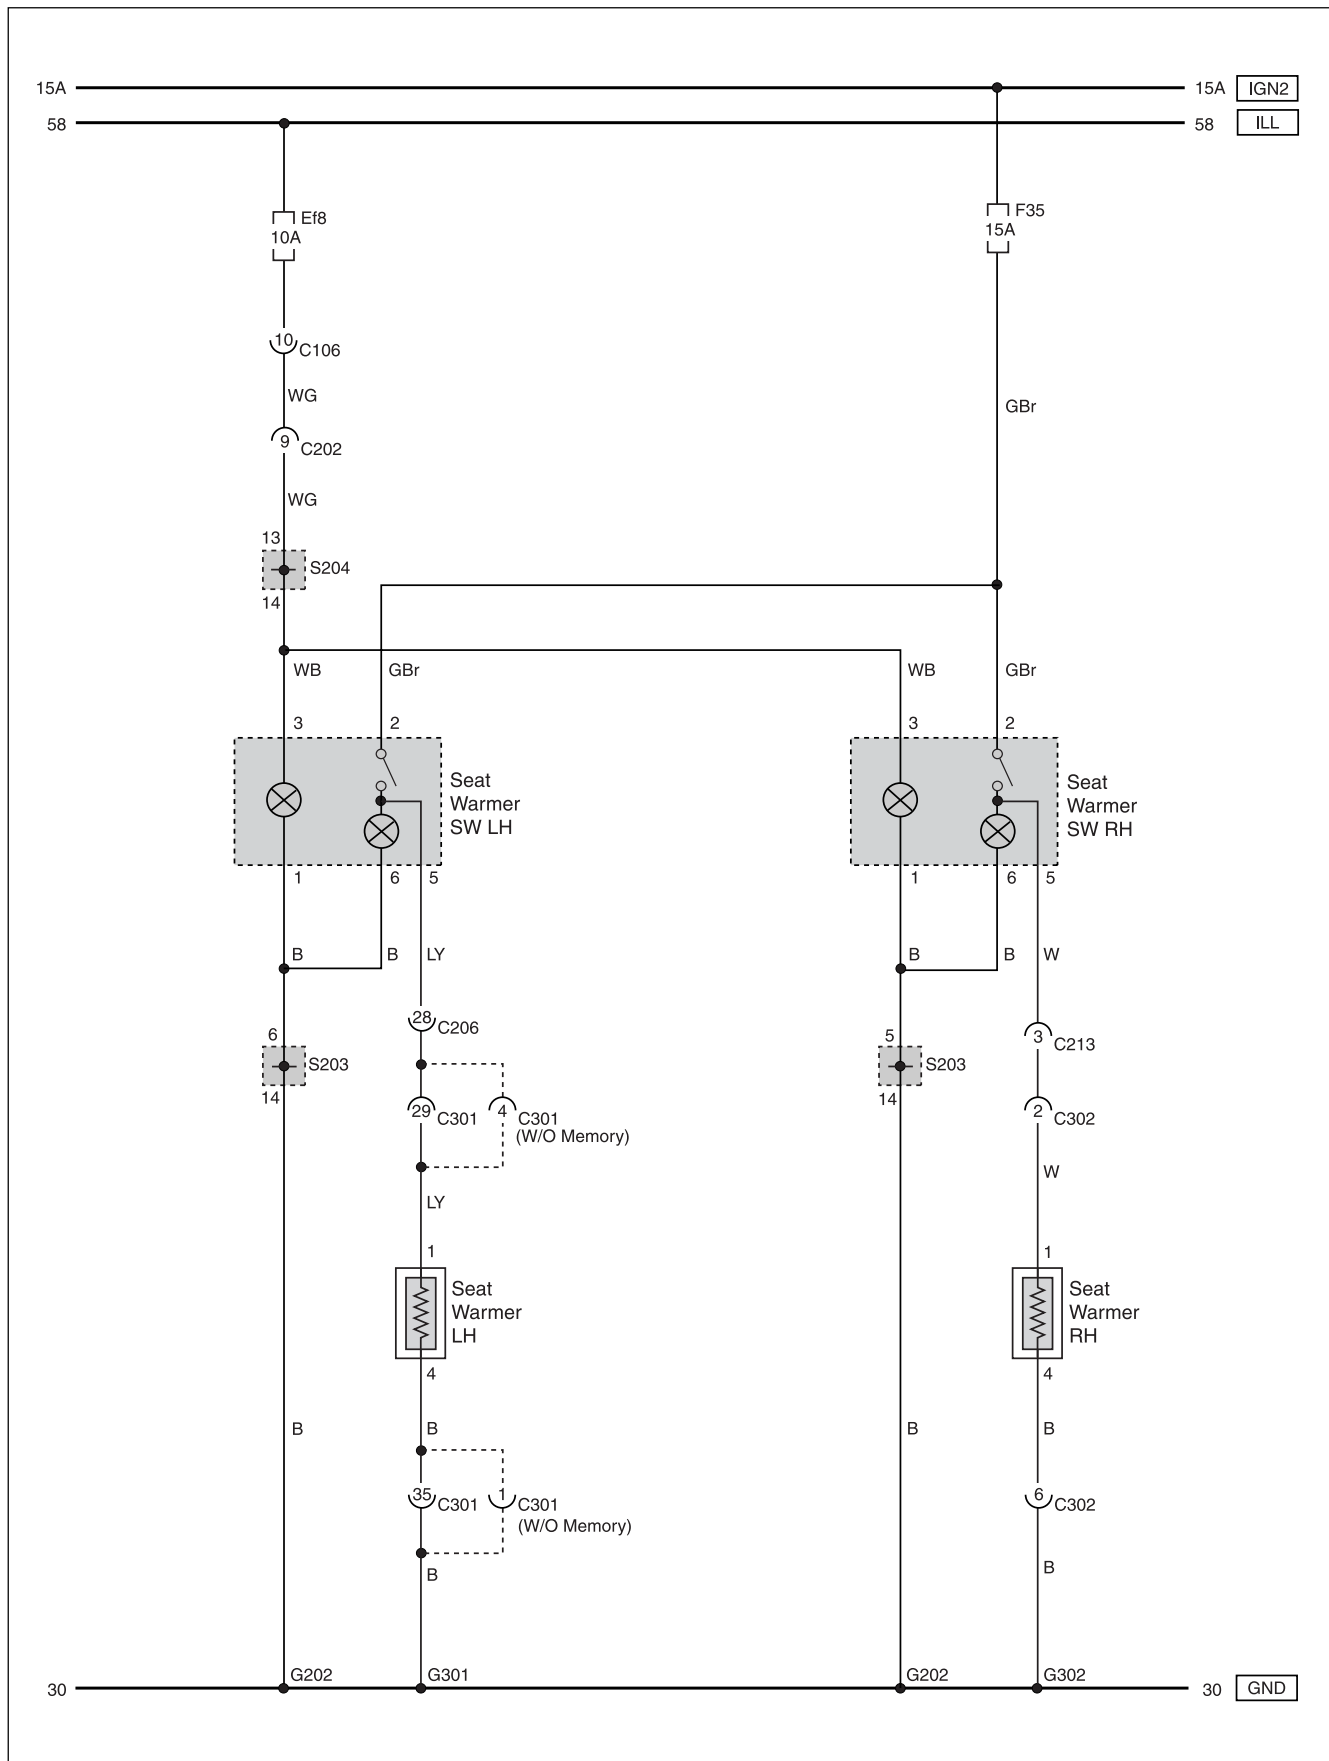 15A 15A IGN2
58 58 ILL
Ef8
10A
F35
15A
10 C106
WG
GBr
9 C202
WG
13
S204
14
WB GBr WB GBr
3 2 3 2
Seat
Warmer
SW LH
Seat
Warmer
SW RH
1 6 5 1 6 5
B B LY B B W
28 C206
6
S203
14
5
S203
14
3 C213
29 C301
4 C301
(W/O Memory)
2 C302
LY
W
1
Seat
Warmer
LH
4
1
Seat
Warmer
RH
4
B B B B
35 C301
1 C301
(W/O Memory)
6 C302
B
B
G202 G301 G202 G302
30 30 GND